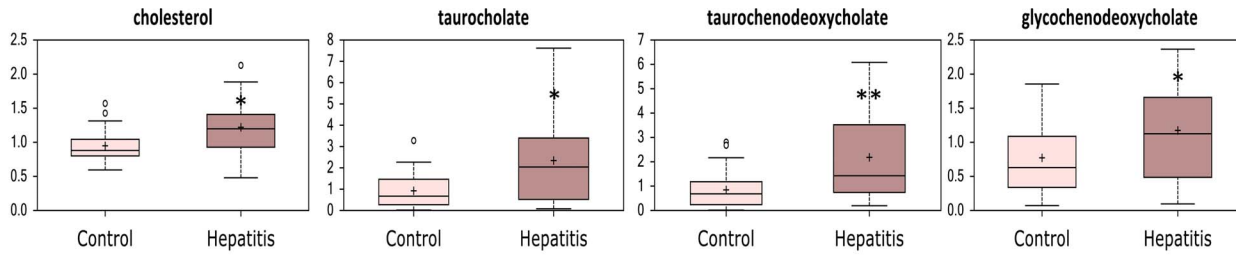 cholesterol
2.5
2.0
1.5
1.0
0.5
0.0
*
Control
Hepatitis
taurocholate
8
7
6
5
4
3
2
1
0
*
Control
Hepatitis
taurochenodeoxycholate
7
6
5
4
3
2
1
0
**
Control
Hepatitis
glycochenodeoxycholate
2.5
2.0
1.5
1.0
0.5
0.0
*
Control
Hepatitis